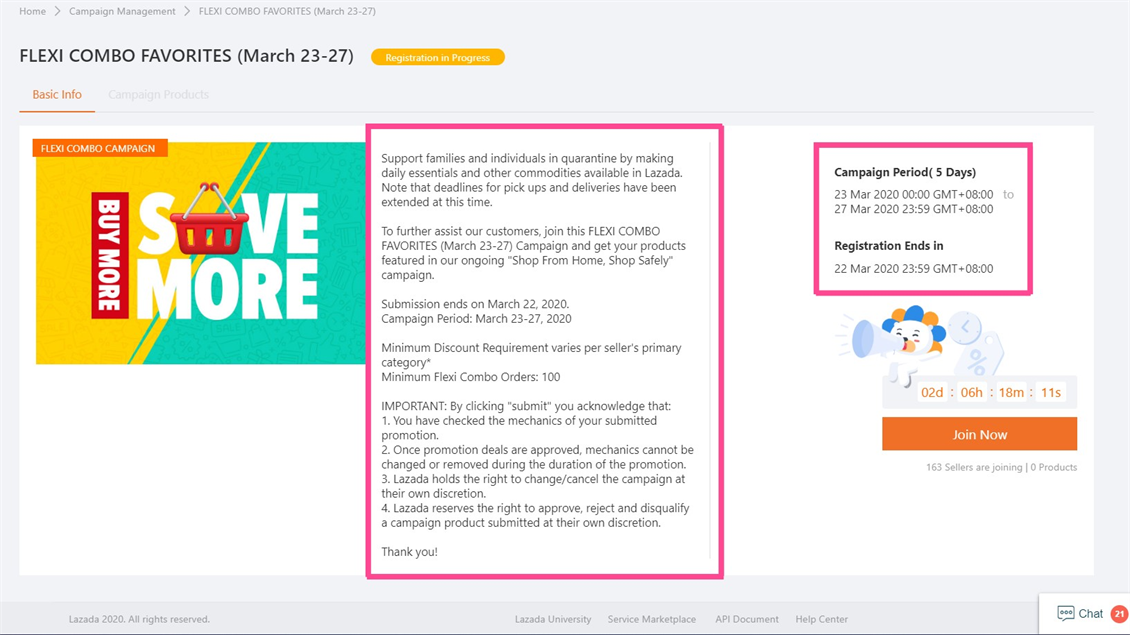 Home > Campaign Management > FLEXI COMBO FAVORITES (March 23-27)
FLEXI COMBO FAVORITES (March 23-27)
Registration in Progress
Basic Info
Campaign Products
FLEXI COMBO CAMPAIGN
BUY MORE
SAVE
MORE
Support families and individuals in quarantine by making
daily essentials and other commodities available in Lazada.
Note that deadlines for pick ups and deliveries have been
extended at this time.
To further assist our customers, join this FLEXI COMBO
FAVORITES (March 23-27) Campaign and get your products
featured in our ongoing "Shop From Home, Shop Safely"
campaign.
Submission ends on March 22, 2020.
Campaign Period: March 23-27, 2020
Minimum Discount Requirement varies per seller's primary
category*
Minimum Flexi Combo Orders: 100
IMPORTANT: By clicking "submit" you acknowledge that:
1. You have checked the mechanics of your submitted
promotion.
2. Once promotion deals are approved, mechanics cannot be
changed or removed during the duration of the promotion.
3. Lazada holds the right to change/cancel the campaign at
their own discretion.
4. Lazada reserves the right to approve, reject and disqualify
a campaign product submitted at their own discretion.
Thank you!
Campaign Period( 5 Days)
23 Mar 2020 00:00 GMT+08:00 to
27 Mar 2020 23:59 GMT+08:00
Registration Ends in
22 Mar 2020 23:59 GMT+08:00
%
02d : 06h : 18m : 11s
Join Now
163 Sellers are joining | 0 Products
Lazada 2020. All rights reserved.
Lazada University
Service Marketplace
API Document
Help Center
Chat
21